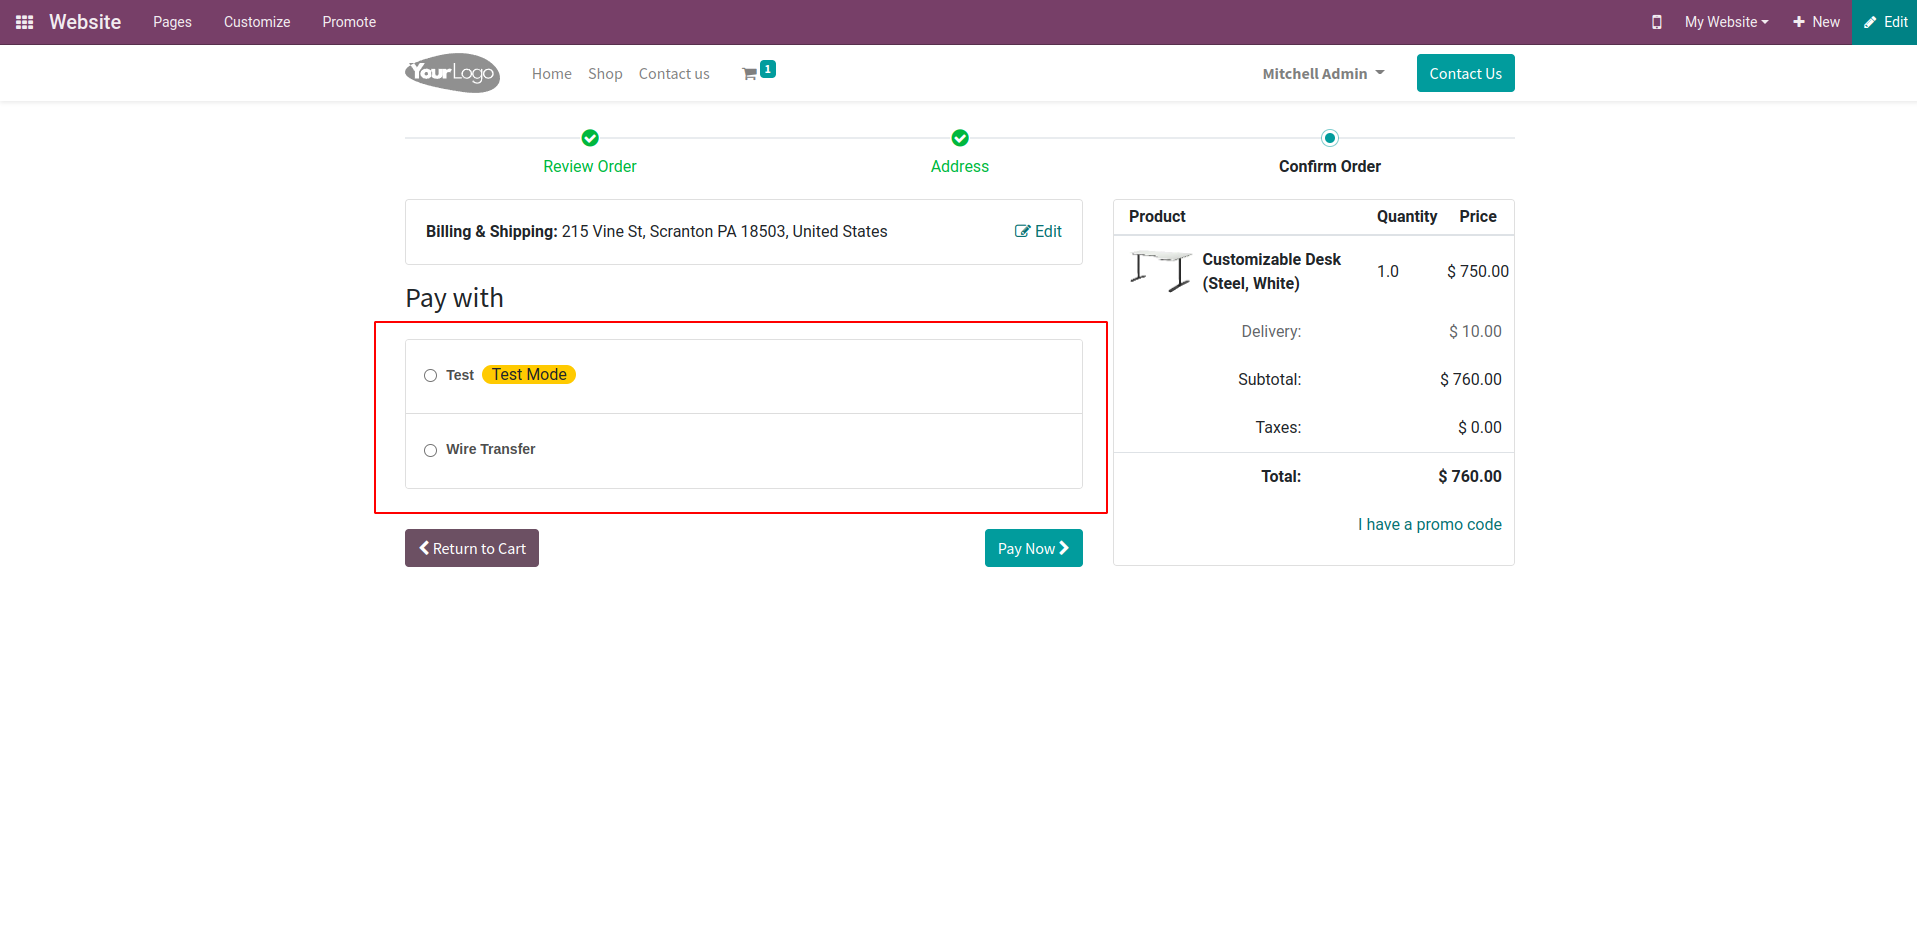 Website Pages Customize Promote My Website New Edit
YourLogo Home Shop Contact us 1 Mitchell Admin Contact Us
Review Order Address Confirm Order
Billing & Shipping: 215 Vine St, Scranton PA 18503, United States Edit
Pay with
Test Test Mode
Wire Transfer
Return to Cart Pay Now
Product Quantity Price
Customizable Desk
(Steel, White) 1.0 $ 750.00
Delivery: $ 10.00
Subtotal: $ 760.00
Taxes: $ 0.00
Total: $ 760.00
I have a promo code